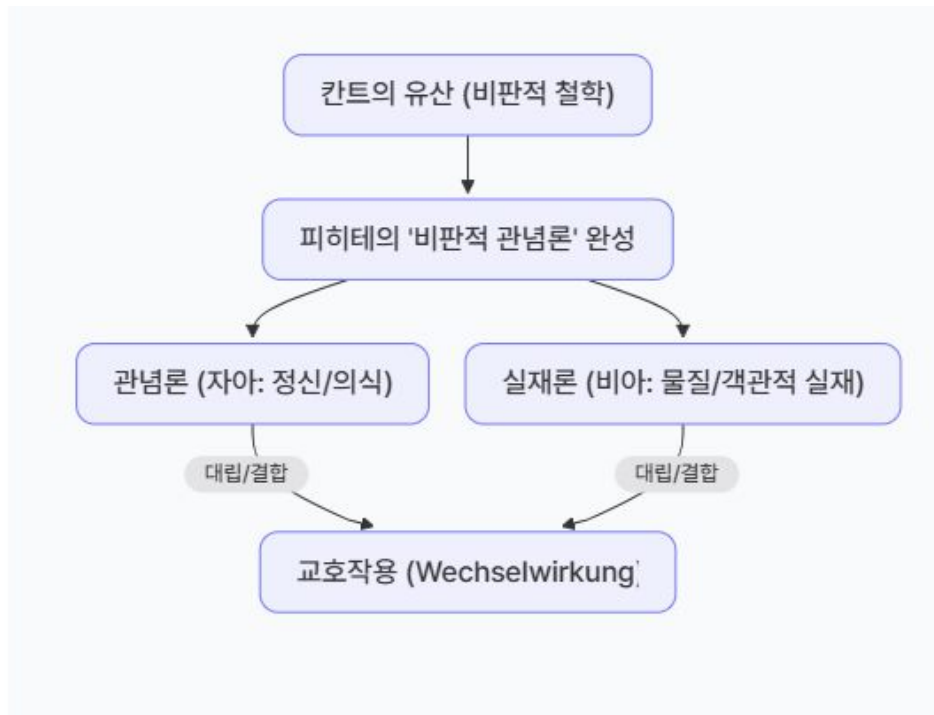 칸트의 유산 (비판적 철학)
피히테의 '비판적 관념론' 완성
관념론 (자아: 정신/의식)
실재론 (비아: 물질/객관적 실재)
대립/결합
대립/결합
교호작용 (Wechselwirkung)